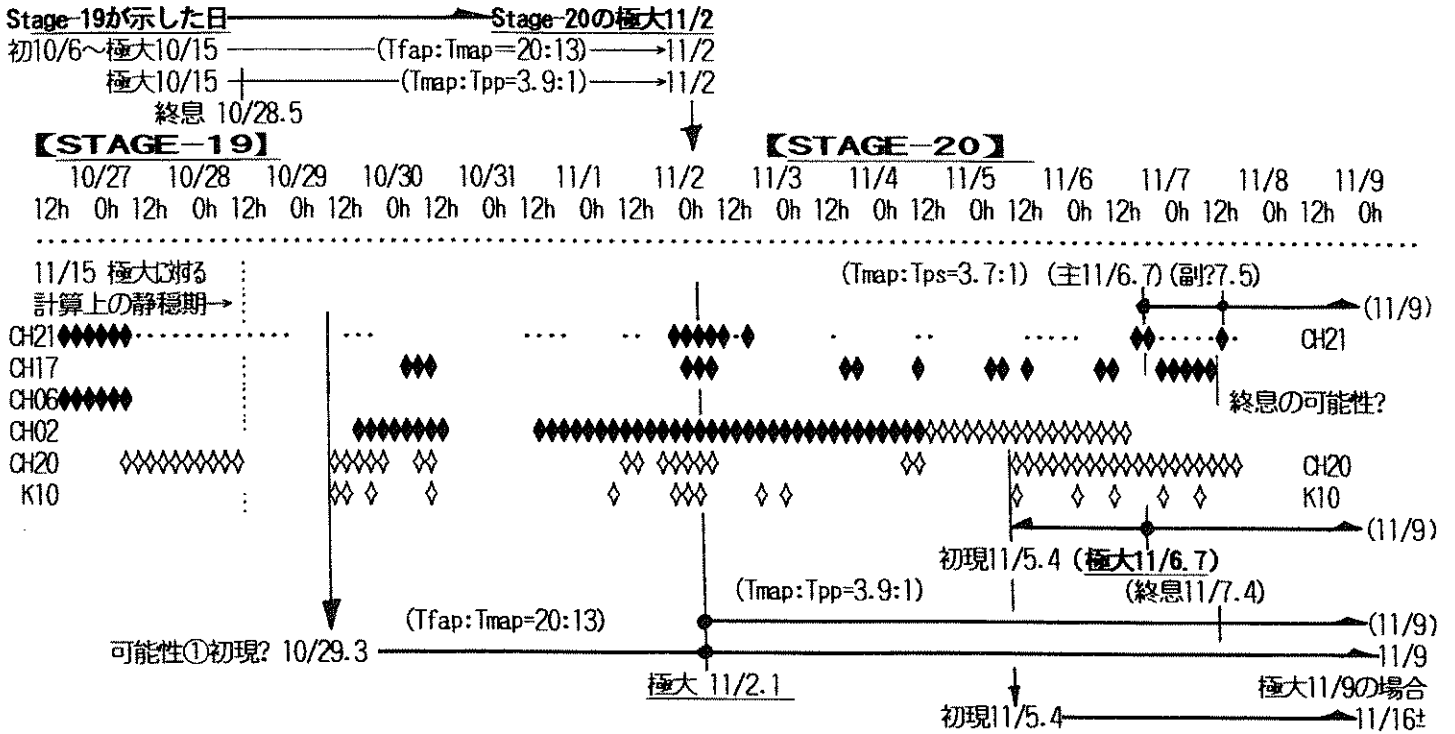 Stage-19が示した日 Stage-20の極大11/2
初10/6～極大10/15 (Tfap:Tmap=20:13) 11/2
極大10/15 (Tmap:Tpp=3.9:1) 11/2
終息 10/28.5
【STAGE-19】 【STAGE-20】
10/27 10/28 10/29 10/30 10/31 11/1 11/2 11/3 11/4 11/5 11/6 11/7 11/8 11/9
12h 0h 12h 0h 12h 0h 12h 0h 12h 0h 12h 0h 12h 0h 12h 0h 12h 0h 12h 0h 12h 0h 12h 0h 12h 0h 12h 0h
11/15 極大に対する (Tmap:Tps=3.7:1) (主11/6.7) (副?7.5)
計算上の静穏期→ (11/9)
CH21 CH21
CH17
CH06 終息の可能性?
CH02
CH20 CH20
K10 K10
(11/9)
初現11/5.4 (極大11/6.7)
(Tmap:Tpp=3.9:1) (終息11/7.4)
(Tfap:Tmap=20:13) (11/9)
可能性①初現? 10/29.3 11/9
極大 11/2.1 極大11/9の場合
初現11/5.4 11/16±